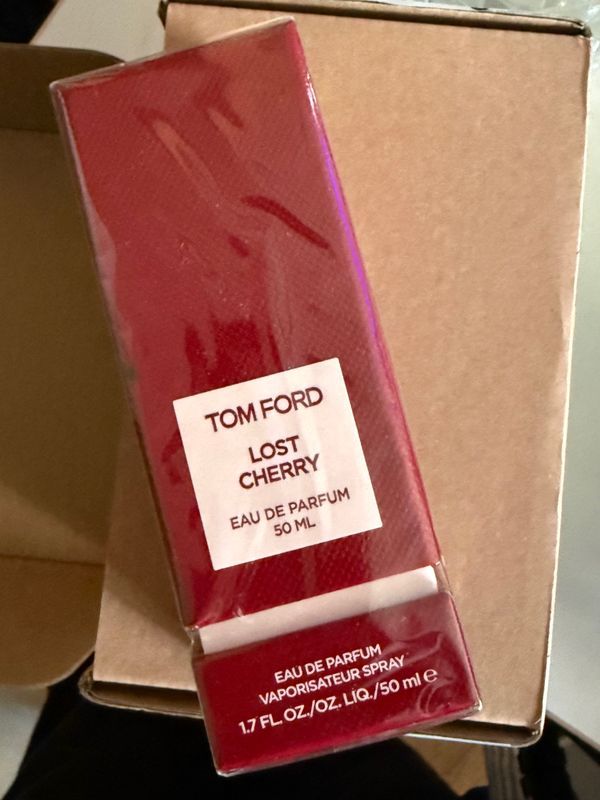 TOM FORD
LOST
CHERRY
EAU DE PARFUM
50 ML
EAU DE PARFUM
VAPORISATEUR SPRAY
1.7 FL. OZ./OZ. LIQ./50 ml ℮